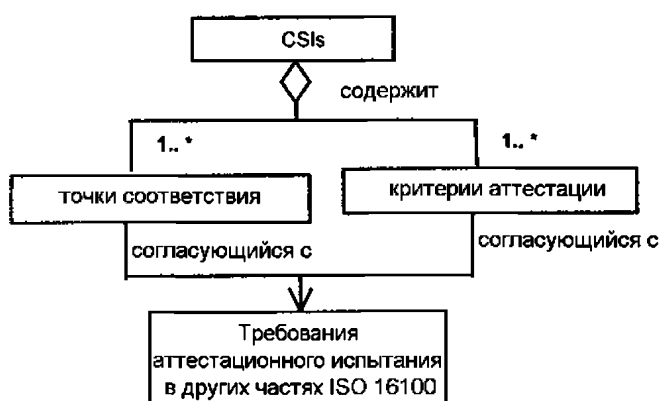 CSIs
содержит
1.. *
1.. *
точки соответствия
критерии аттестации
согласующийся с
согласующийся с
Требования
аттестационного испытания
в других частях ISO 16100